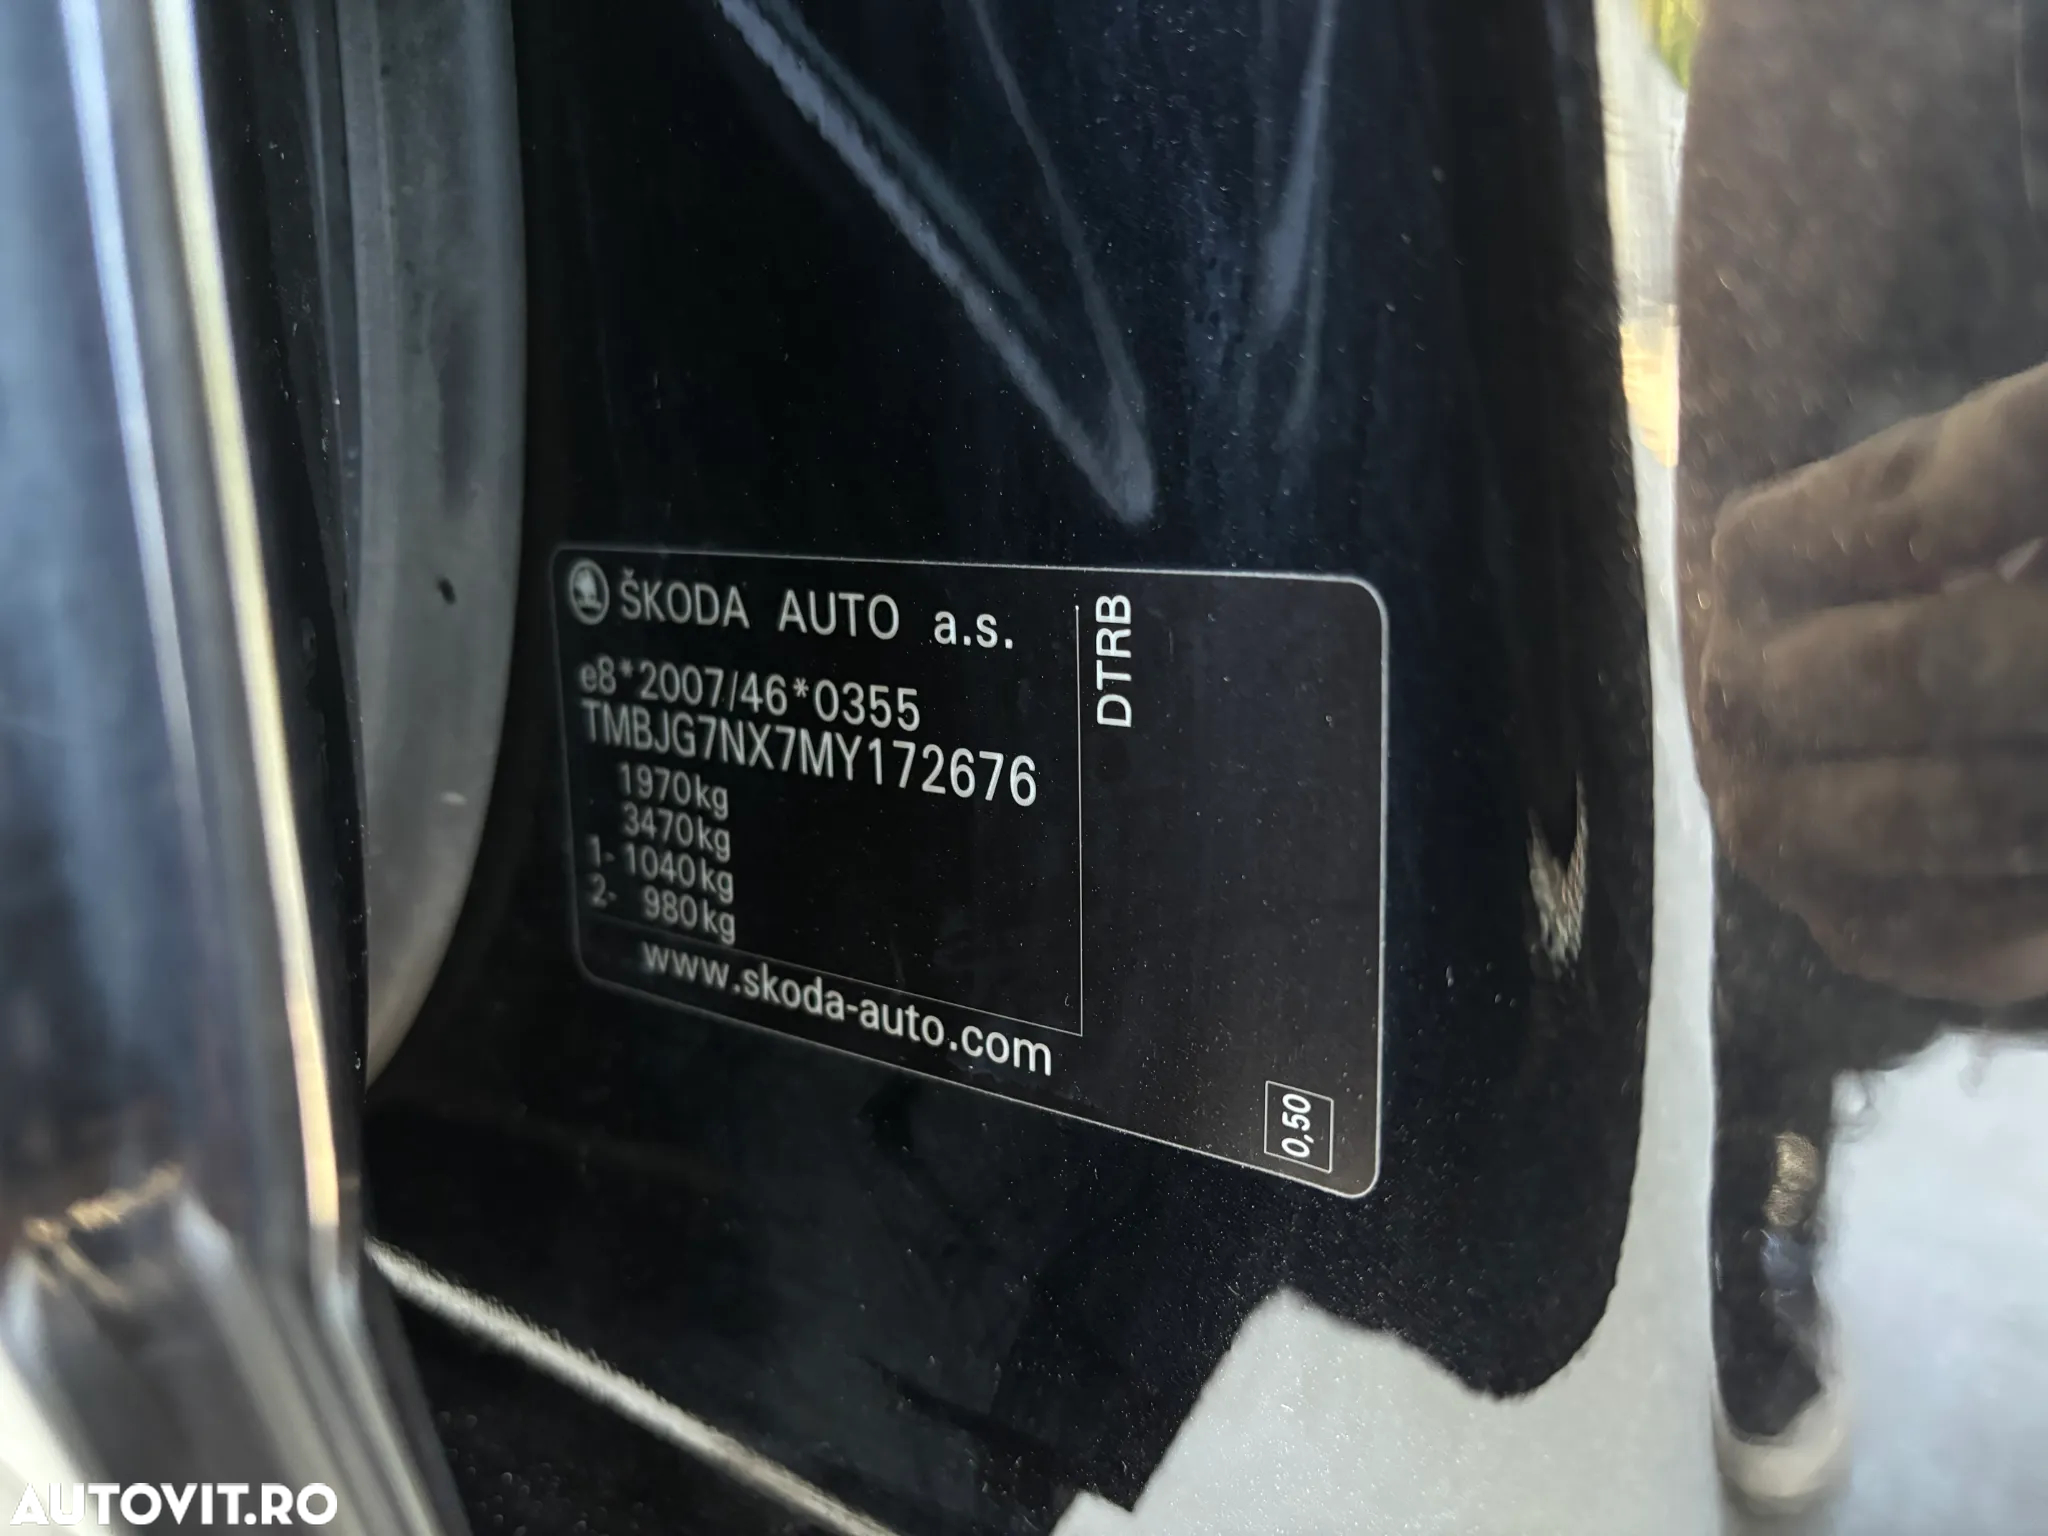 ŠKODA AUTO a.s.
e8*2007/46*0355
TMBJG7NX7MY172676
1970kg
3470kg
1- 1040kg
2- 980kg
www.skoda-auto.com
DTRB
0,50
AUTOVIT.RO